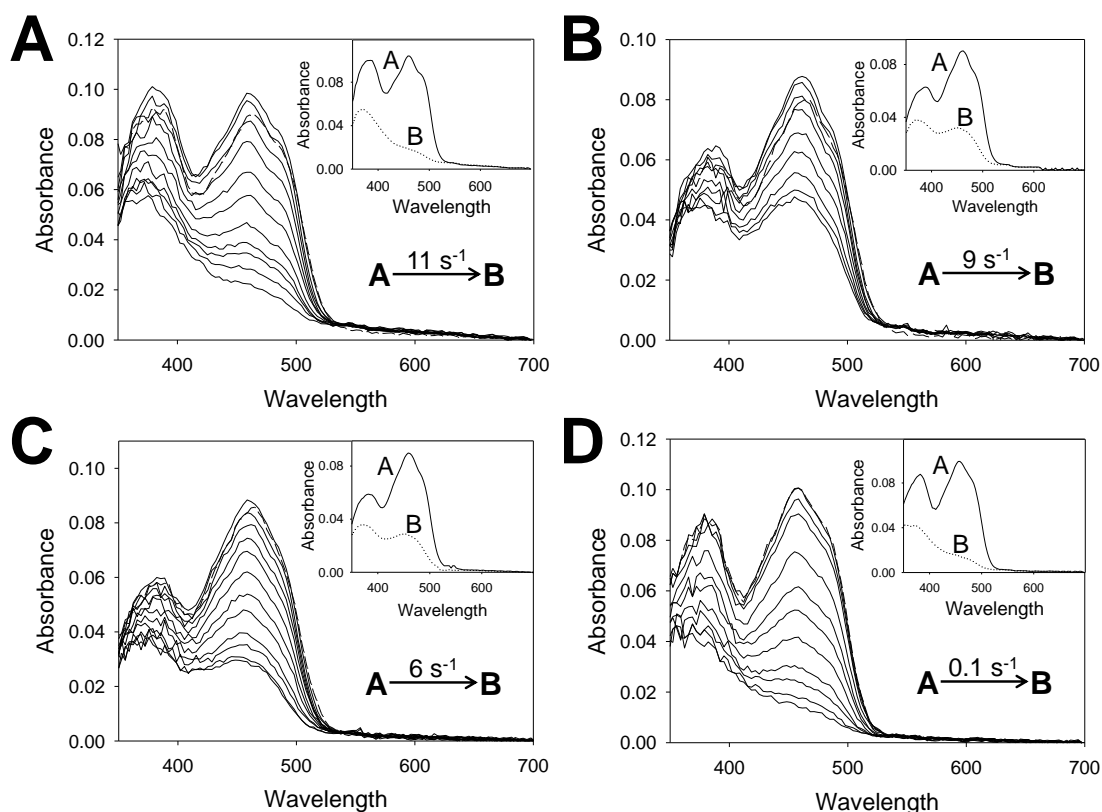 A
B
0.12
0.10
0.08
0.06
0.04
0.02
0.00
Absorbance
400
500
600
700
Wavelength
0.08
0.04
0.00
Absorbance
400
500
600
Wavelength
A
B
A 11 s-1 B
0.10
0.08
0.06
0.04
0.02
0.00
Absorbance
400
500
600
700
Wavelength
0.08
0.04
0.00
Absorbance
400
500
600
Wavelength
A
B
A 9 s-1 B
C
D
0.10
0.08
0.06
0.04
0.02
0.00
Absorbance
400
500
600
700
Wavelength
0.08
0.04
0.00
Absorbance
400
500
600
Wavelength
A
B
A 6 s-1 B
0.12
0.10
0.08
0.06
0.04
0.02
0.00
Absorbance
400
500
600
700
Wavelength
0.08
0.04
0.00
Absorbance
400
500
600
Wavelength
A
B
A 0.1 s-1 B